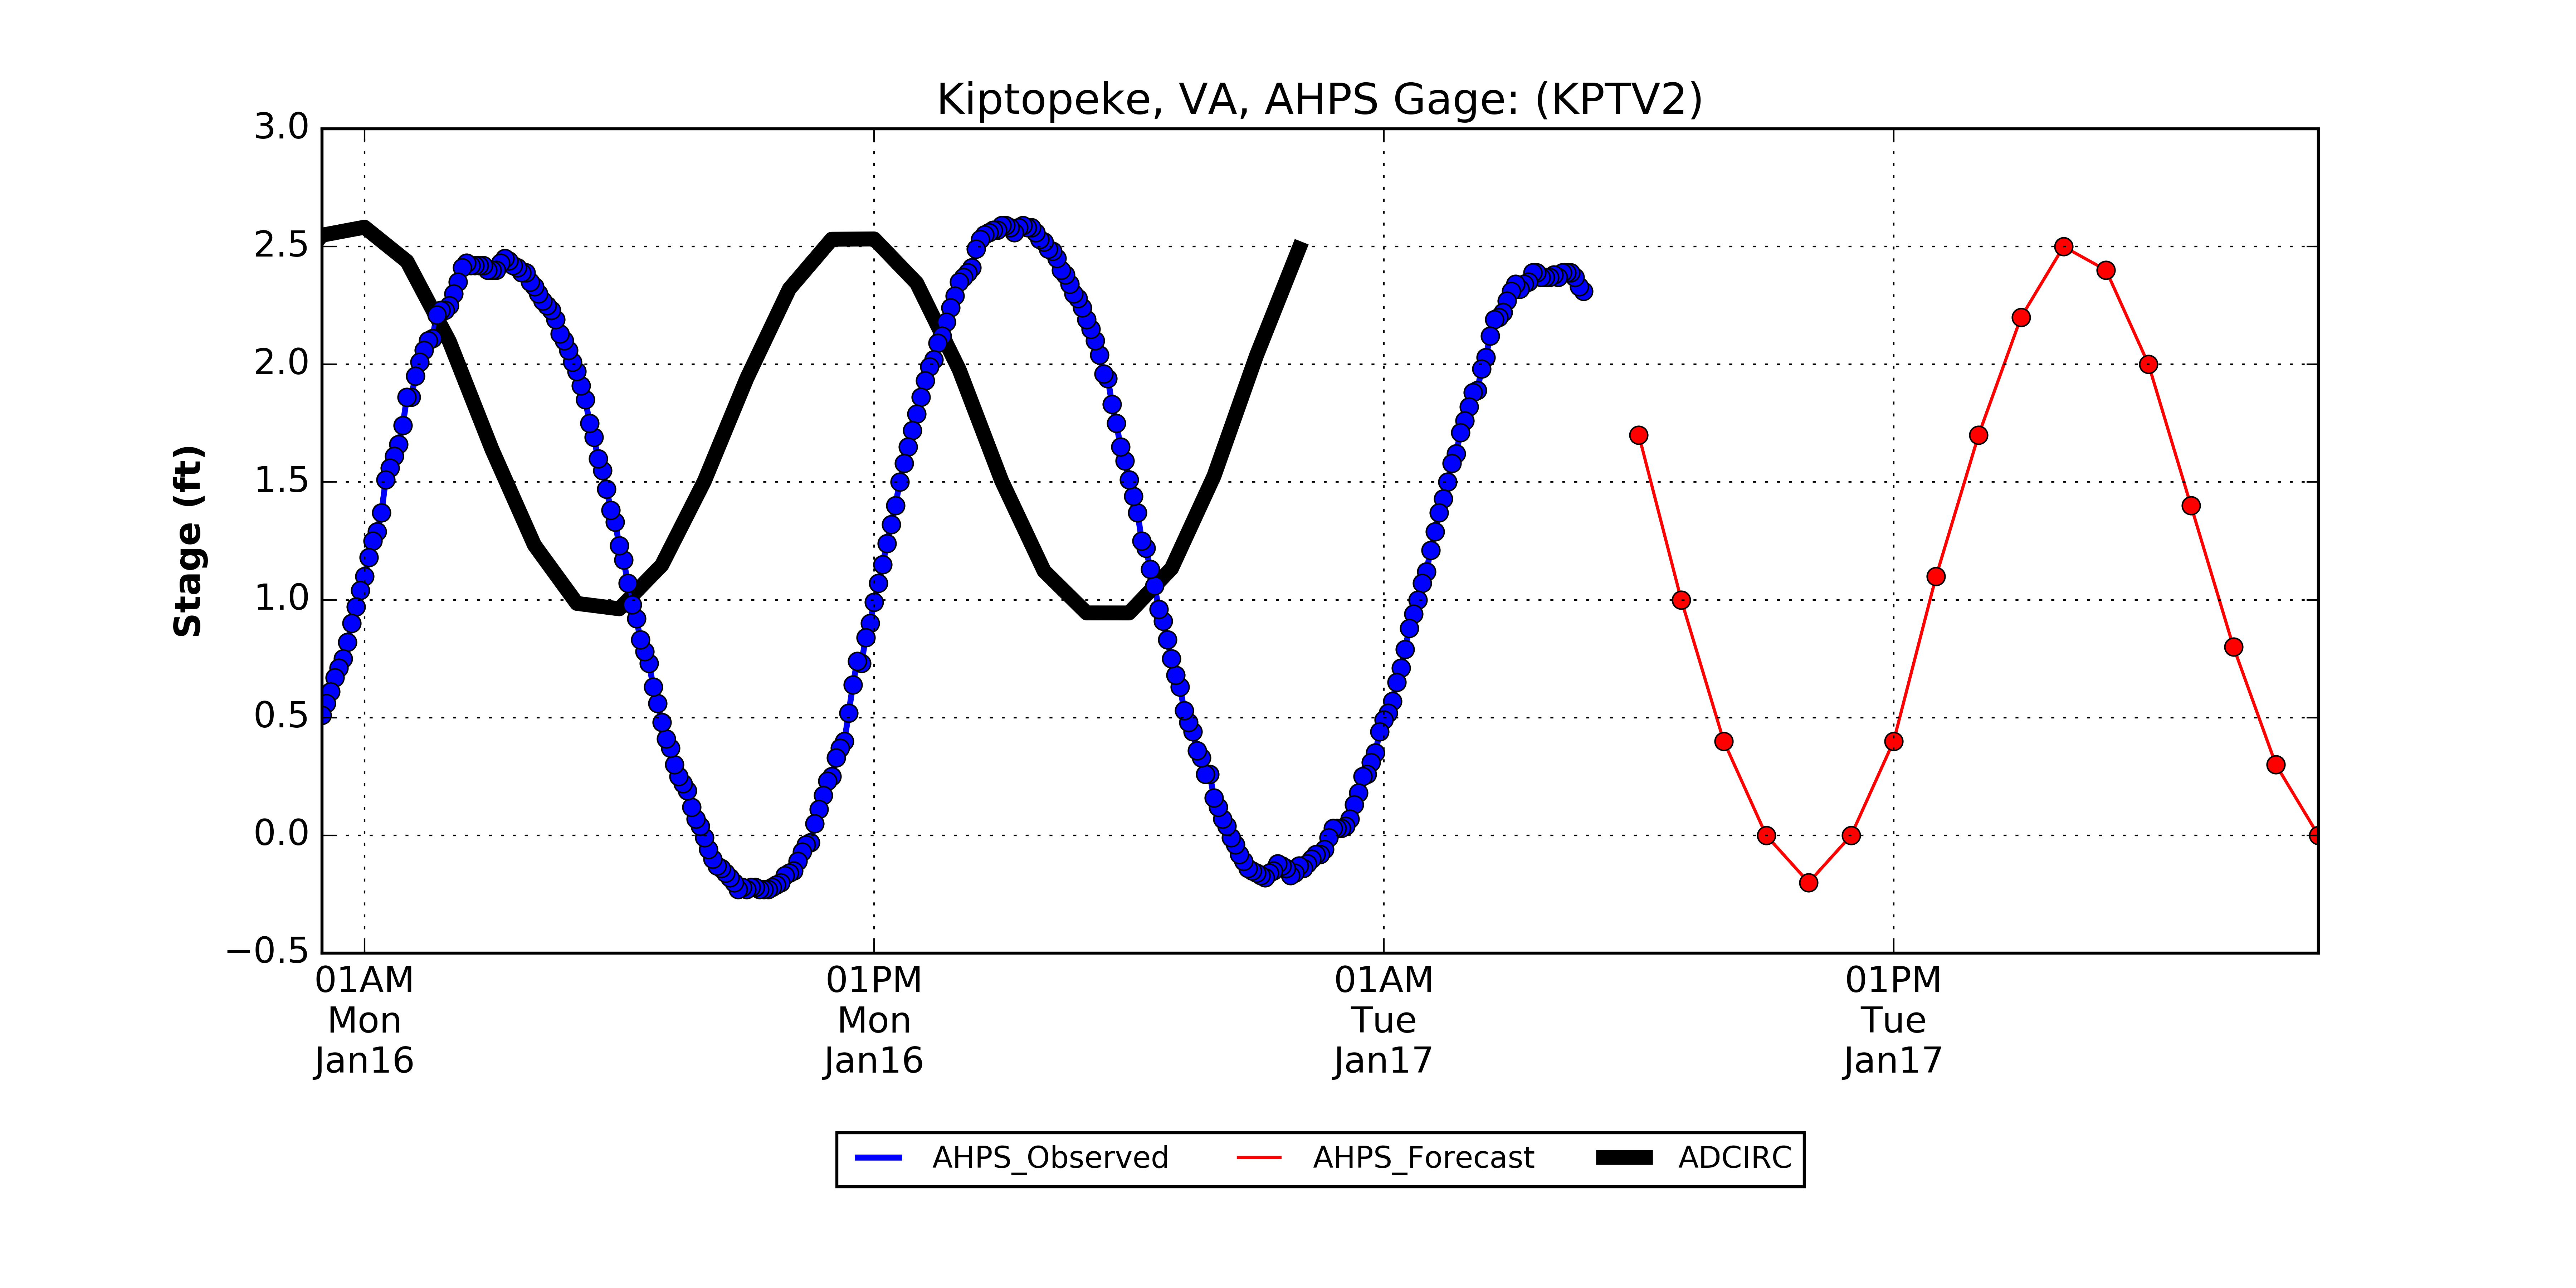 Kiptopeke, VA, AHPS Gage: (KPTV2)
3.0
2.5
2.0
1.5
1.0
0.5
0.0
−0.5
Stage (ft)
01AM
Mon
Jan16
01PM
Mon
Jan16
01AM
Tue
Jan17
01PM
Tue
Jan17
AHPS_Observed
AHPS_Forecast
ADCIRC